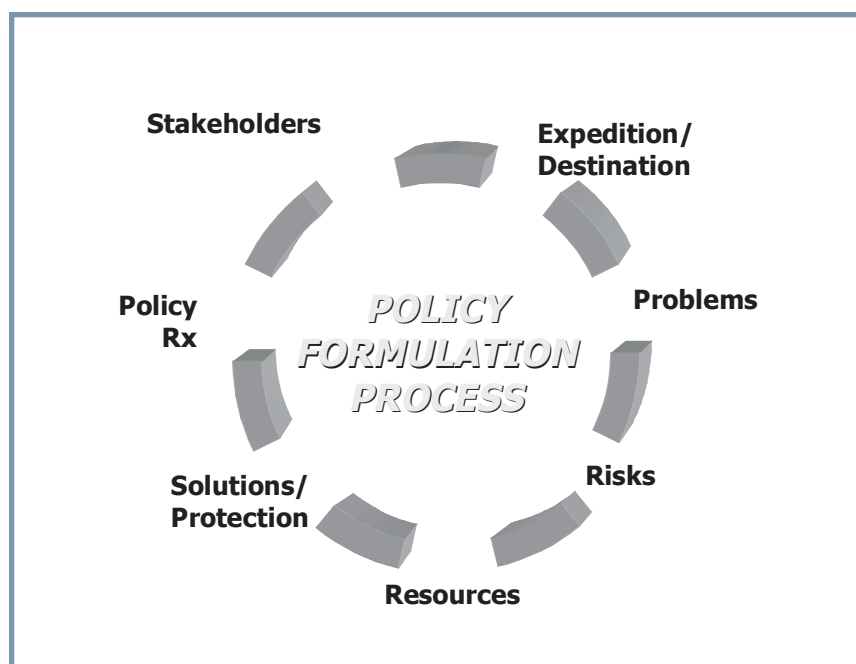 Stakeholders
Expedition/
Destination
Problems
Risks
Resources
Solutions/
Protection
Policy
Rx
POLICY
FORMULATION
PROCESS